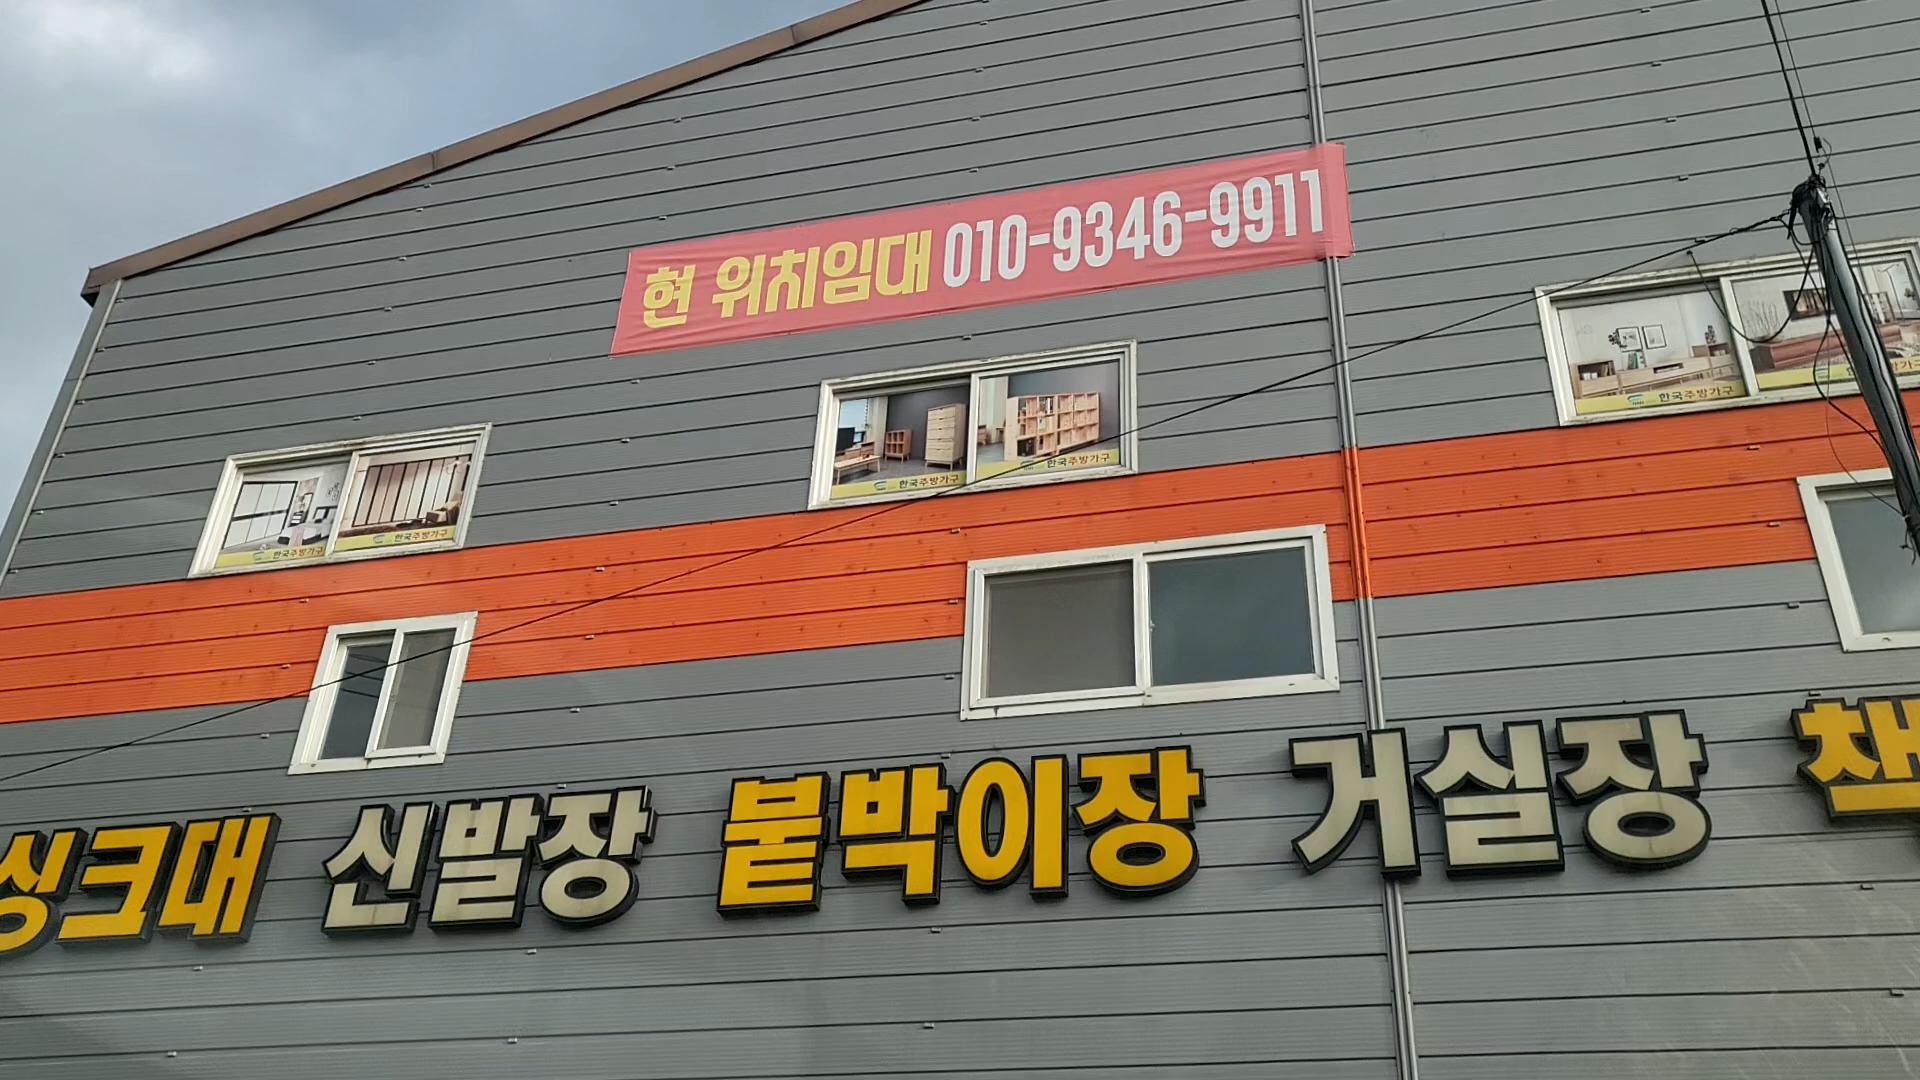 현 위치임대 010-9346-9911
한국주방가구 한국주방가구
한국주방가구
한국주방가구
한국주방가구 한국주방가구
싱크대 신발장 붙박이장 거실장 책